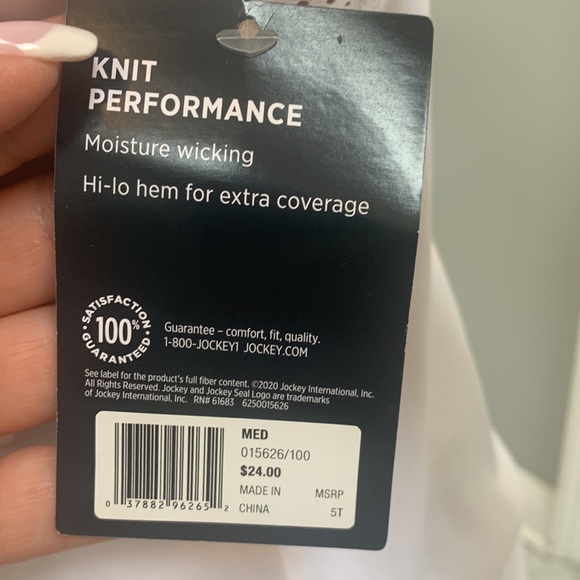 KNIT
PERFORMANCE
Moisture wicking
Hi-lo hem for extra coverage
SATISFACTION
100%
GUARANTEED
Guarantee – comfort, fit, quality.
1-800-JOCKEY1 JOCKEY.COM
See label for the product's full fiber content. ©2020 Jockey International, Inc.
All Rights Reserved. Jockey and Jockey Seal Logo are trademarks
of Jockey International, Inc. RN# 61683 6250015626
MED
015626/100
$24.00
MADE IN MSRP
CHINA 5T
0 37882 96265 2